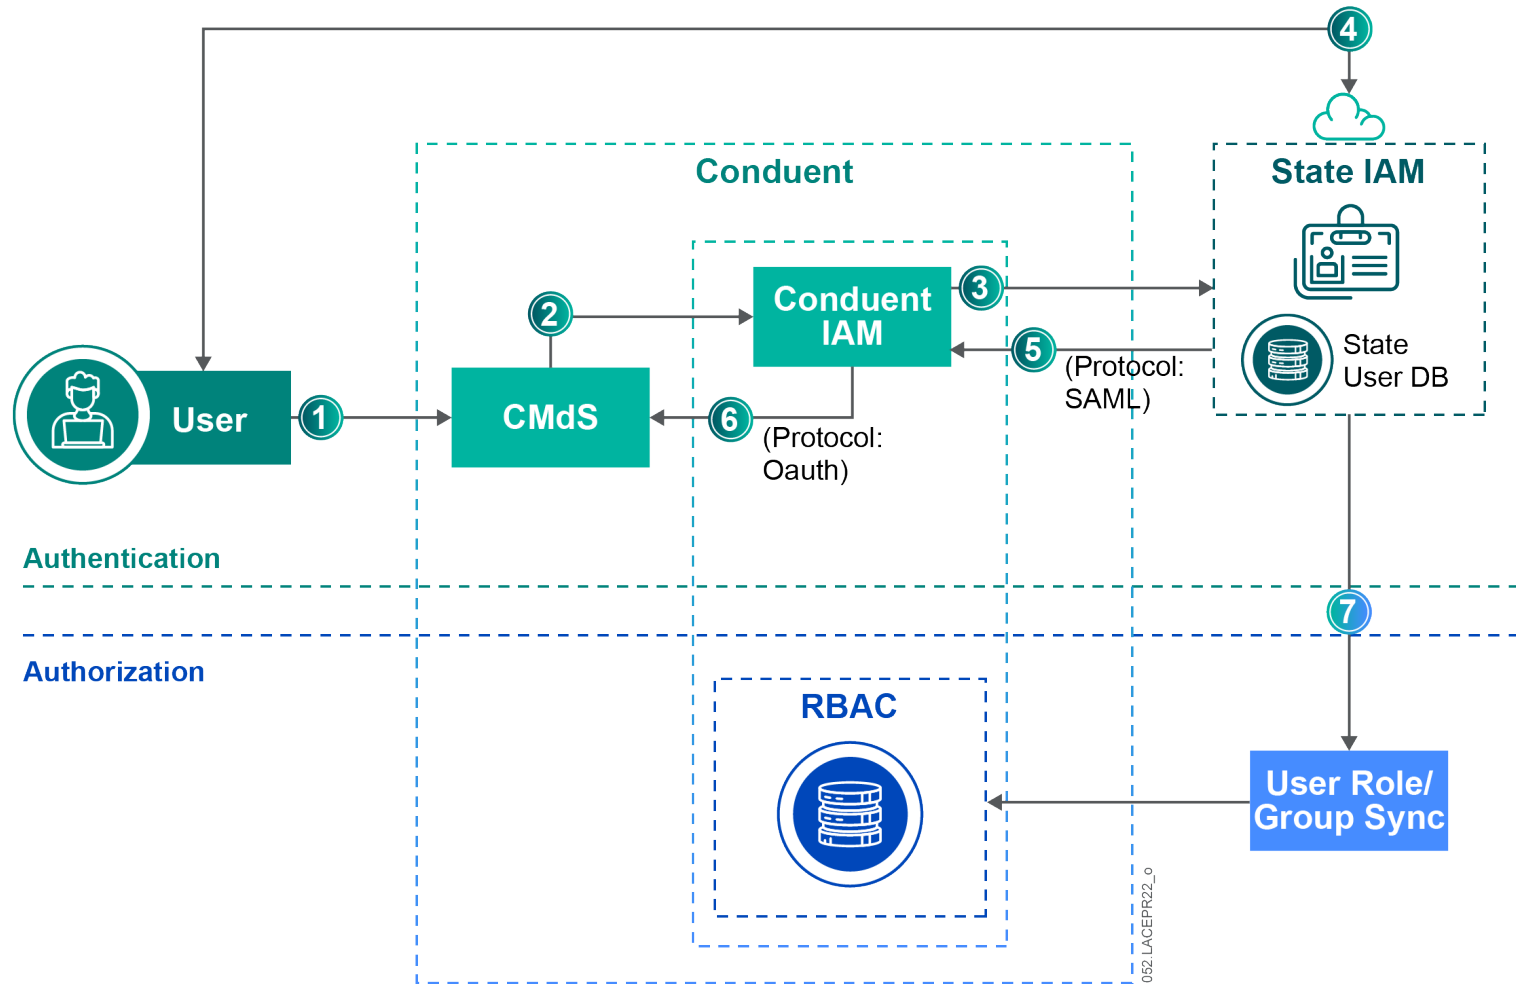 4
Conduent
State IAM
Conduent
IAM
3
2
5
(Protocol:
SAML)
State
User DB
User
1
CMdS
6
(Protocol:
Oauth)
Authentication
7
Authorization
RBAC
User Role/
Group Sync
052.LACEPR22_o